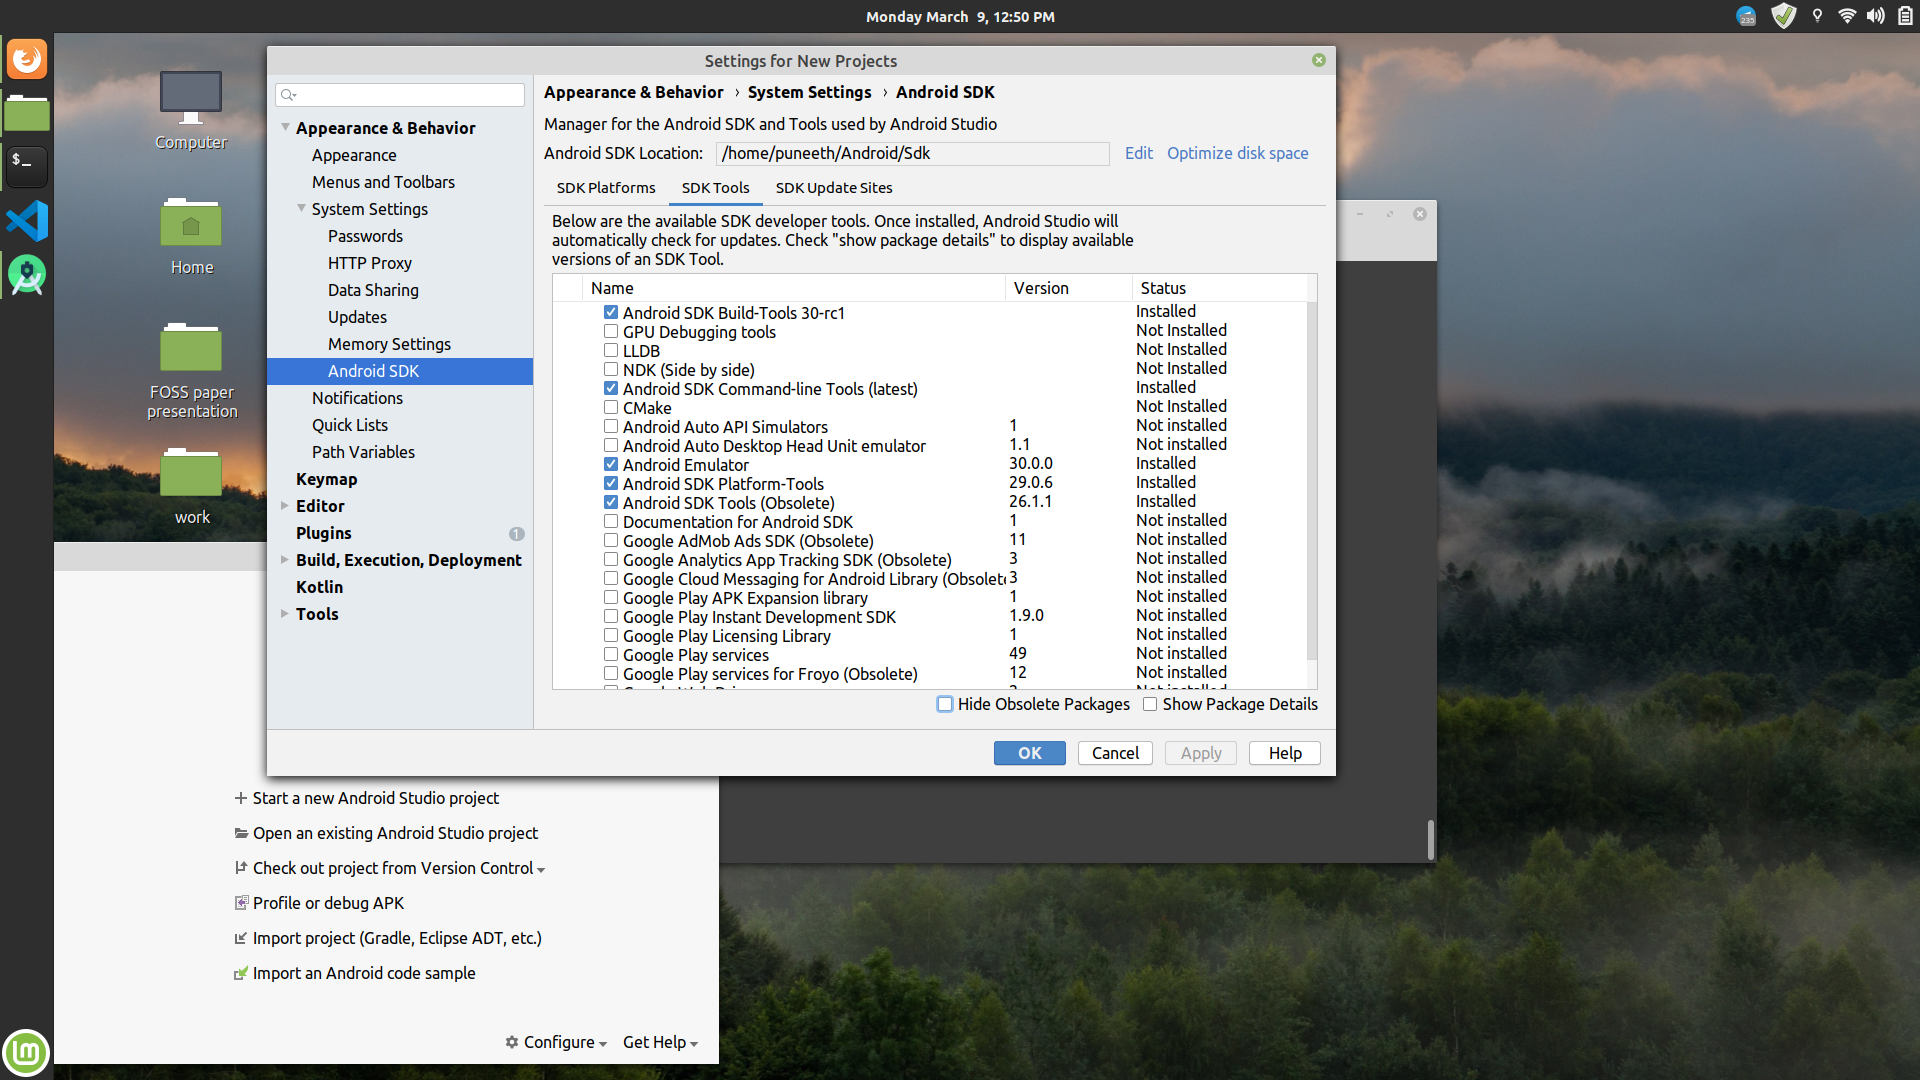 Monday March 9, 12:50 PM
235
$_
Computer
Home
FOSS paper
presentation
work
Settings for New Projects
Appearance & Behavior
Appearance
Menus and Toolbars
System Settings
Passwords
HTTP Proxy
Data Sharing
Updates
Memory Settings
Android SDK
Notifications
Quick Lists
Path Variables
Keymap
Editor
Plugins 1
Build, Execution, Deployment
Kotlin
Tools
Appearance & Behavior › System Settings › Android SDK
Manager for the Android SDK and Tools used by Android Studio
Android SDK Location: /home/puneeth/Android/Sdk Edit Optimize disk space
SDK Platforms SDK Tools SDK Update Sites
Below are the available SDK developer tools. Once installed, Android Studio will
automatically check for updates. Check "show package details" to display available
versions of an SDK Tool.
Name Version Status
Android SDK Build-Tools 30-rc1 Installed
GPU Debugging tools Not Installed
LLDB Not Installed
NDK (Side by side) Not Installed
Android SDK Command-line Tools (latest) Installed
CMake Not Installed
Android Auto API Simulators 1 Not installed
Android Auto Desktop Head Unit emulator 1.1 Not installed
Android Emulator 30.0.0 Installed
Android SDK Platform-Tools 29.0.6 Installed
Android SDK Tools (Obsolete) 26.1.1 Installed
Documentation for Android SDK 1 Not installed
Google AdMob Ads SDK (Obsolete) 11 Not installed
Google Analytics App Tracking SDK (Obsolete) 3 Not installed
Google Cloud Messaging for Android Library (Obsolete 3 Not installed
Google Play APK Expansion library 1 Not installed
Google Play Instant Development SDK 1.9.0 Not installed
Google Play Licensing Library 1 Not installed
Google Play services 49 Not installed
Google Play services for Froyo (Obsolete) 12 Not installed
Hide Obsolete Packages Show Package Details
OK Cancel Apply Help
Start a new Android Studio project
Open an existing Android Studio project
Check out project from Version Control
Profile or debug APK
Import project (Gradle, Eclipse ADT, etc.)
Import an Android code sample
Configure Get Help